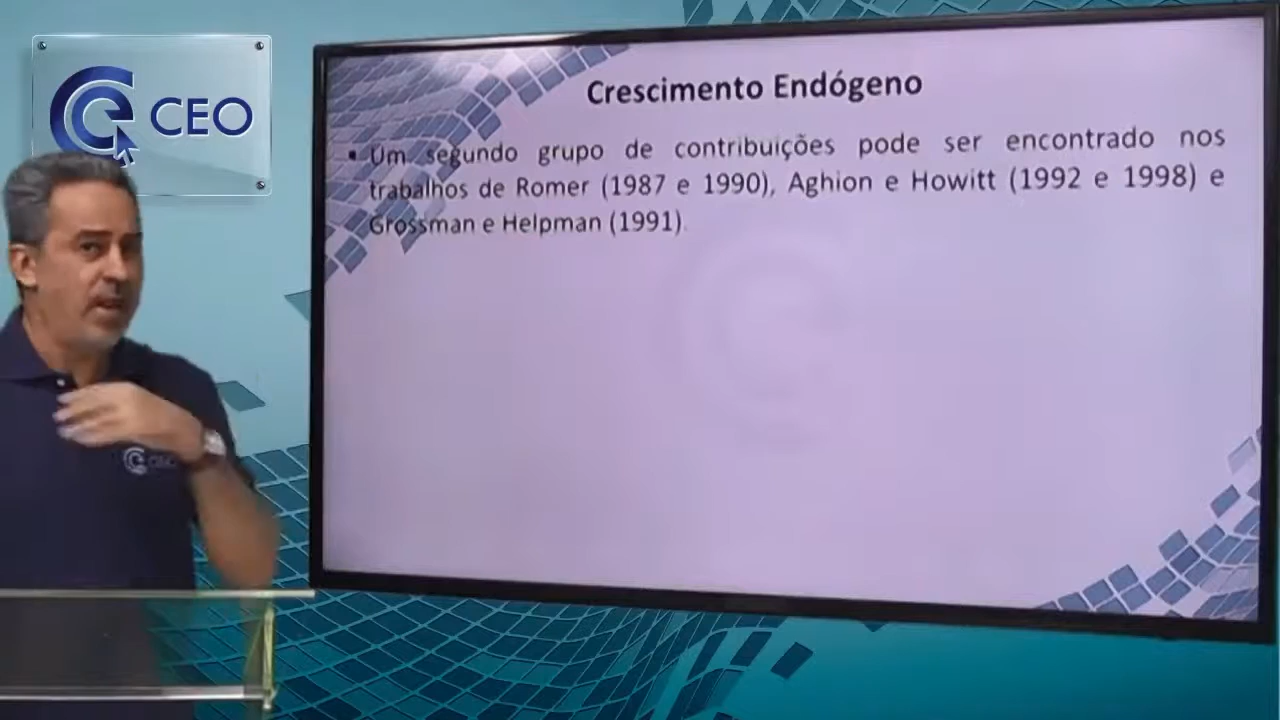 CEO
Crescimento Endógeno
▪ Um segundo grupo de contribuições pode ser encontrado nos
trabalhos de Romer (1987 e 1990), Aghion e Howitt (1992 e 1998) e
Grossman e Helpman (1991).
CEO